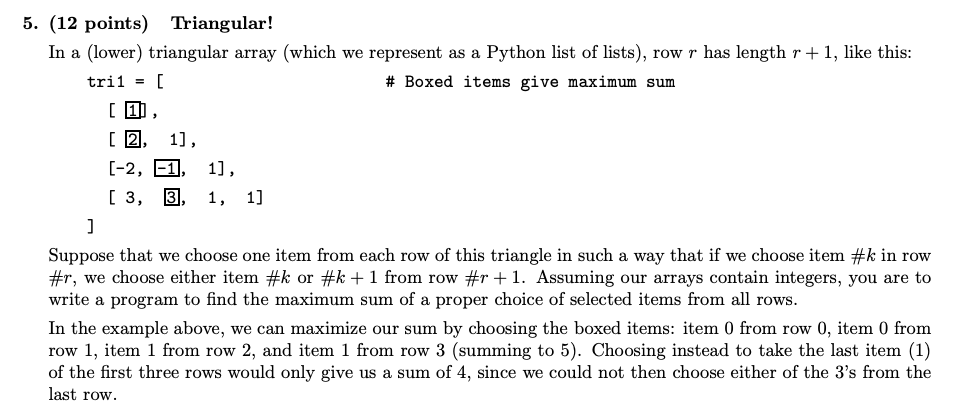 5. (12 points) Triangular!
In a (lower) triangular array (which we represent as a Python list of lists), row r has length r + 1, like this:
tri1 = [ # Boxed items give maximum sum
[ 1],
[ 2, 1],
[-2, -1, 1],
[ 3, 3, 1, 1]
]
Suppose that we choose one item from each row of this triangle in such a way that if we choose item #k in row
#r, we choose either item #k or #k + 1 from row #r + 1. Assuming our arrays contain integers, you are to
write a program to find the maximum sum of a proper choice of selected items from all rows.
In the example above, we can maximize our sum by choosing the boxed items: item 0 from row 0, item 0 from
row 1, item 1 from row 2, and item 1 from row 3 (summing to 5). Choosing instead to take the last item (1)
of the first three rows would only give us a sum of 4, since we could not then choose either of the 3's from the
last row.